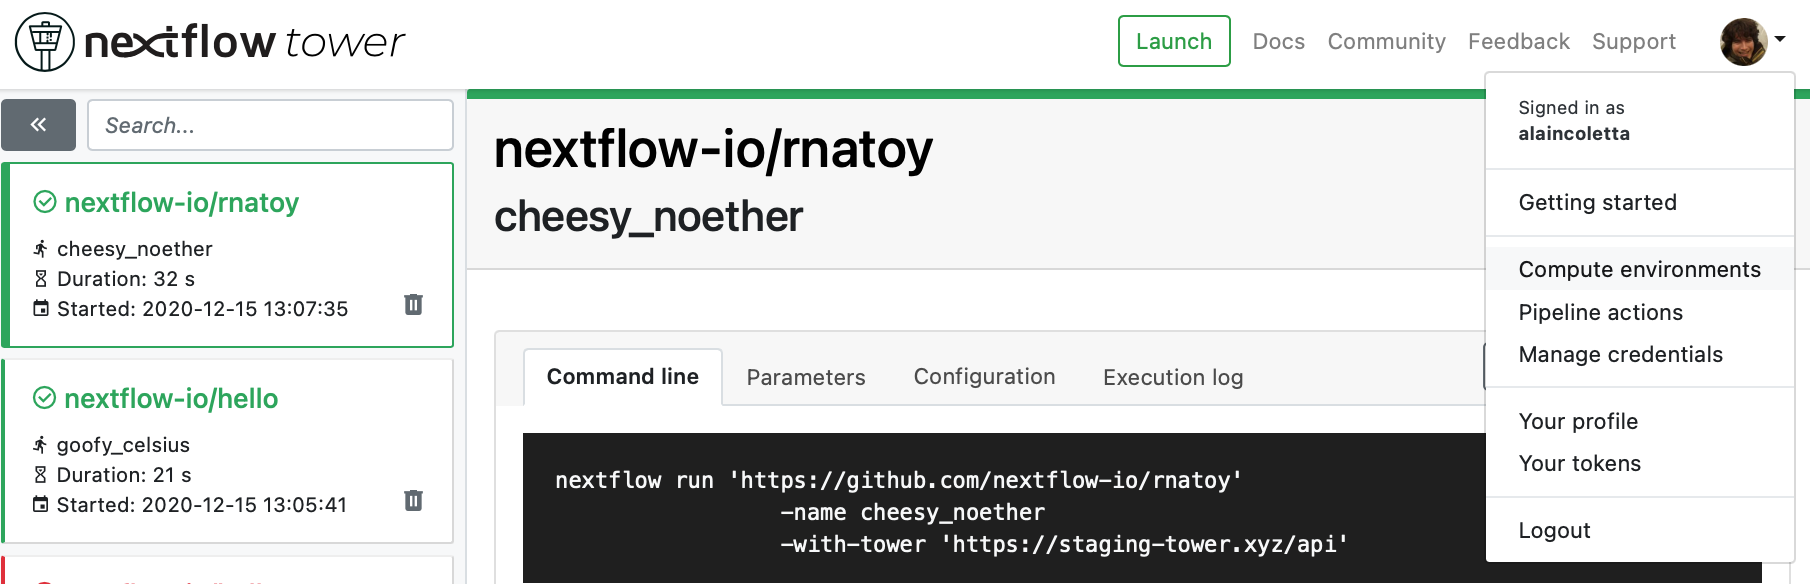 nextflow tower
Launch Docs Community Feedback Support
Search...
nextflow-io/rnatoy
cheesy_noether
Duration: 32 s
Started: 2020-12-15 13:07:35
nextflow-io/hello
goofy_celsius
Duration: 21 s
Started: 2020-12-15 13:05:41
nextflow-io/rnatoy
cheesy_noether
Command line Parameters Configuration Execution log
nextflow run 'https://github.com/nextflow-io/rnatoy'
-name cheesy_noether
-with-tower 'https://staging-tower.xyz/api'
Signed in as
alaincoletta
Getting started
Compute environments
Pipeline actions
Manage credentials
Your profile
Your tokens
Logout